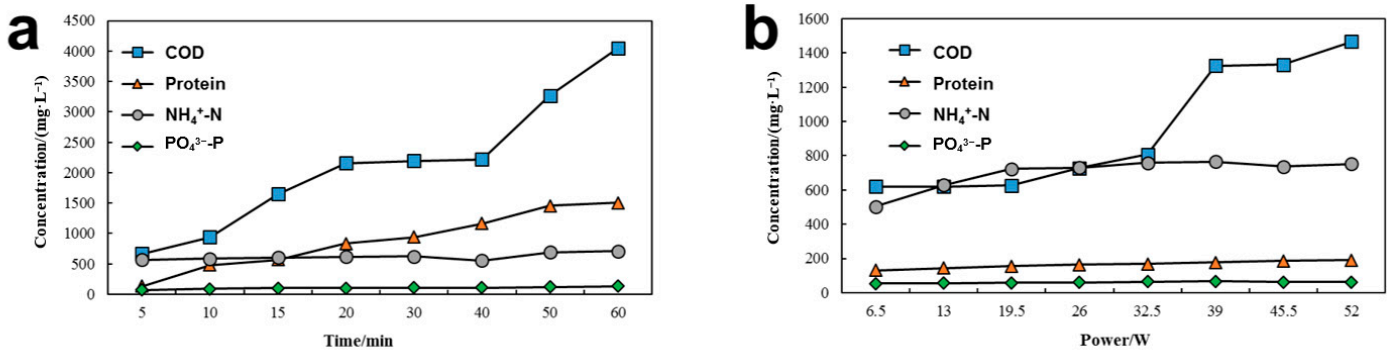 a
4500
4000
3500
3000
2500
2000
1500
1000
500
0
Concentration/(mg·L⁻¹)
COD
Protein
NH₄⁺-N
PO₄³⁻-P
5 10 15 20 30 40 50 60
Time/min
b
1600
1400
1200
1000
800
600
400
200
0
Concentration/(mg·L⁻¹)
COD
Protein
NH₄⁺-N
PO₄³⁻-P
6.5 13 19.5 26 32.5 39 45.5 52
Power/W